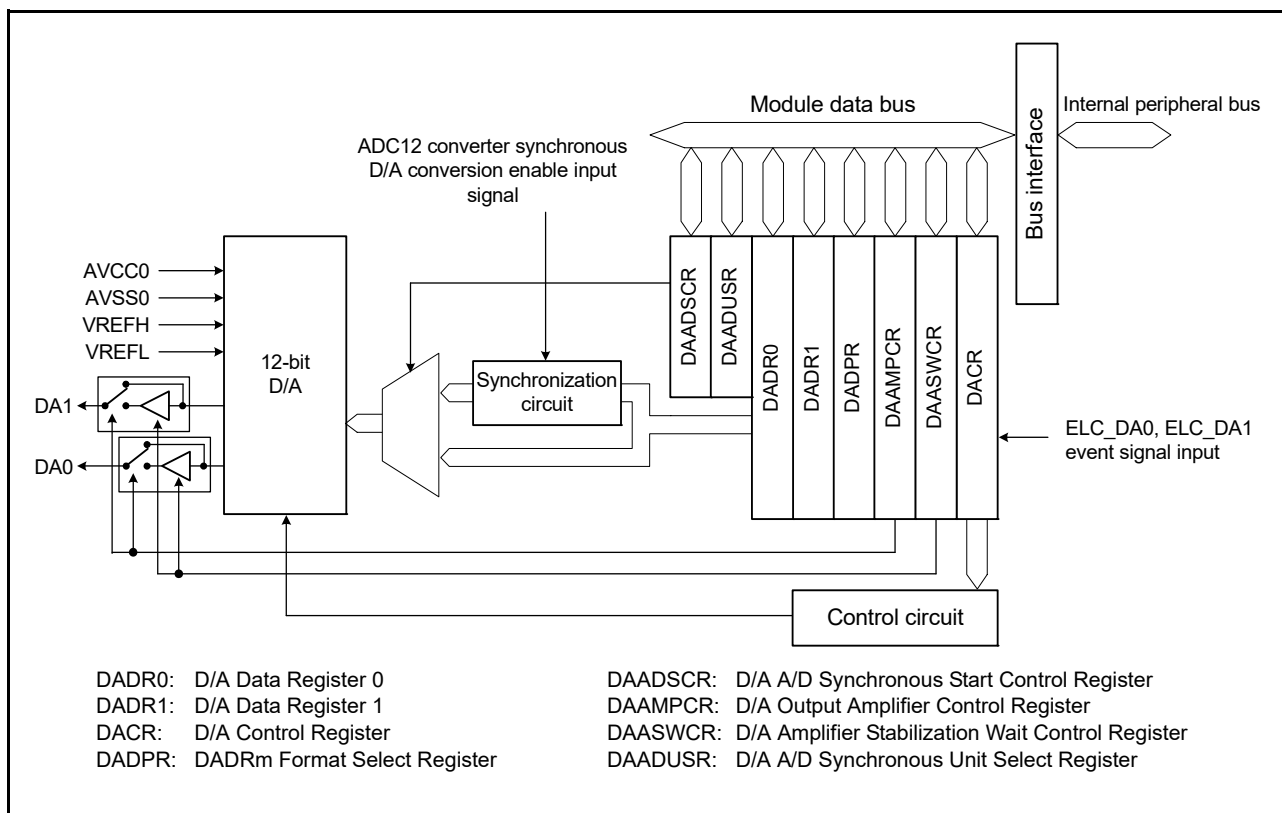 Module data bus
Internal peripheral bus
Bus interface
ADC12 converter synchronous
D/A conversion enable input
signal
AVCC0
AVSS0
VREFH
VREFL
DA1
DA0
12-bit
D/A
Synchronization
circuit
DAADSCR
DAADUSR
DADR0
DADR1
DADPR
DAAMPCR
DAASWCR
DACR
ELC_DA0, ELC_DA1
event signal input
Control circuit
DADR0: D/A Data Register 0
DADR1: D/A Data Register 1
DACR: D/A Control Register
DADPR: DADRm Format Select Register
DAADSCR: D/A A/D Synchronous Start Control Register
DAAMPCR: D/A Output Amplifier Control Register
DAASWCR: D/A Amplifier Stabilization Wait Control Register
DAADUSR: D/A A/D Synchronous Unit Select Register